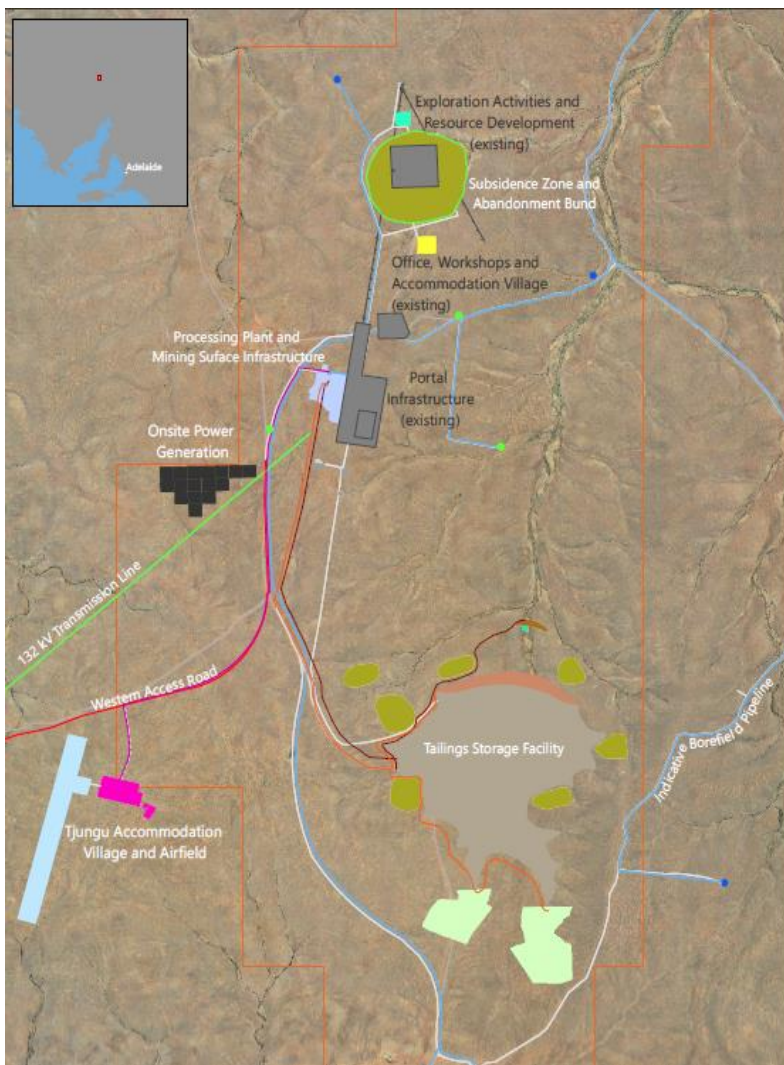 Adelaide
Exploration Activities and
Resource Development
(existing)
Subsidence Zone and
Abandonment Bund
Office, Workshops and
Accommodation Village
(existing)
Processing Plant and
Mining Suface Infrastructure
Portal
Infrastructure
(existing)
Onsite Power
Generation
132 kV Transmission Line
Western Access Road
Tailings Storage Facility
Indicative Borefield Pipeline
Tjungu Accommodation
Village and Airfield